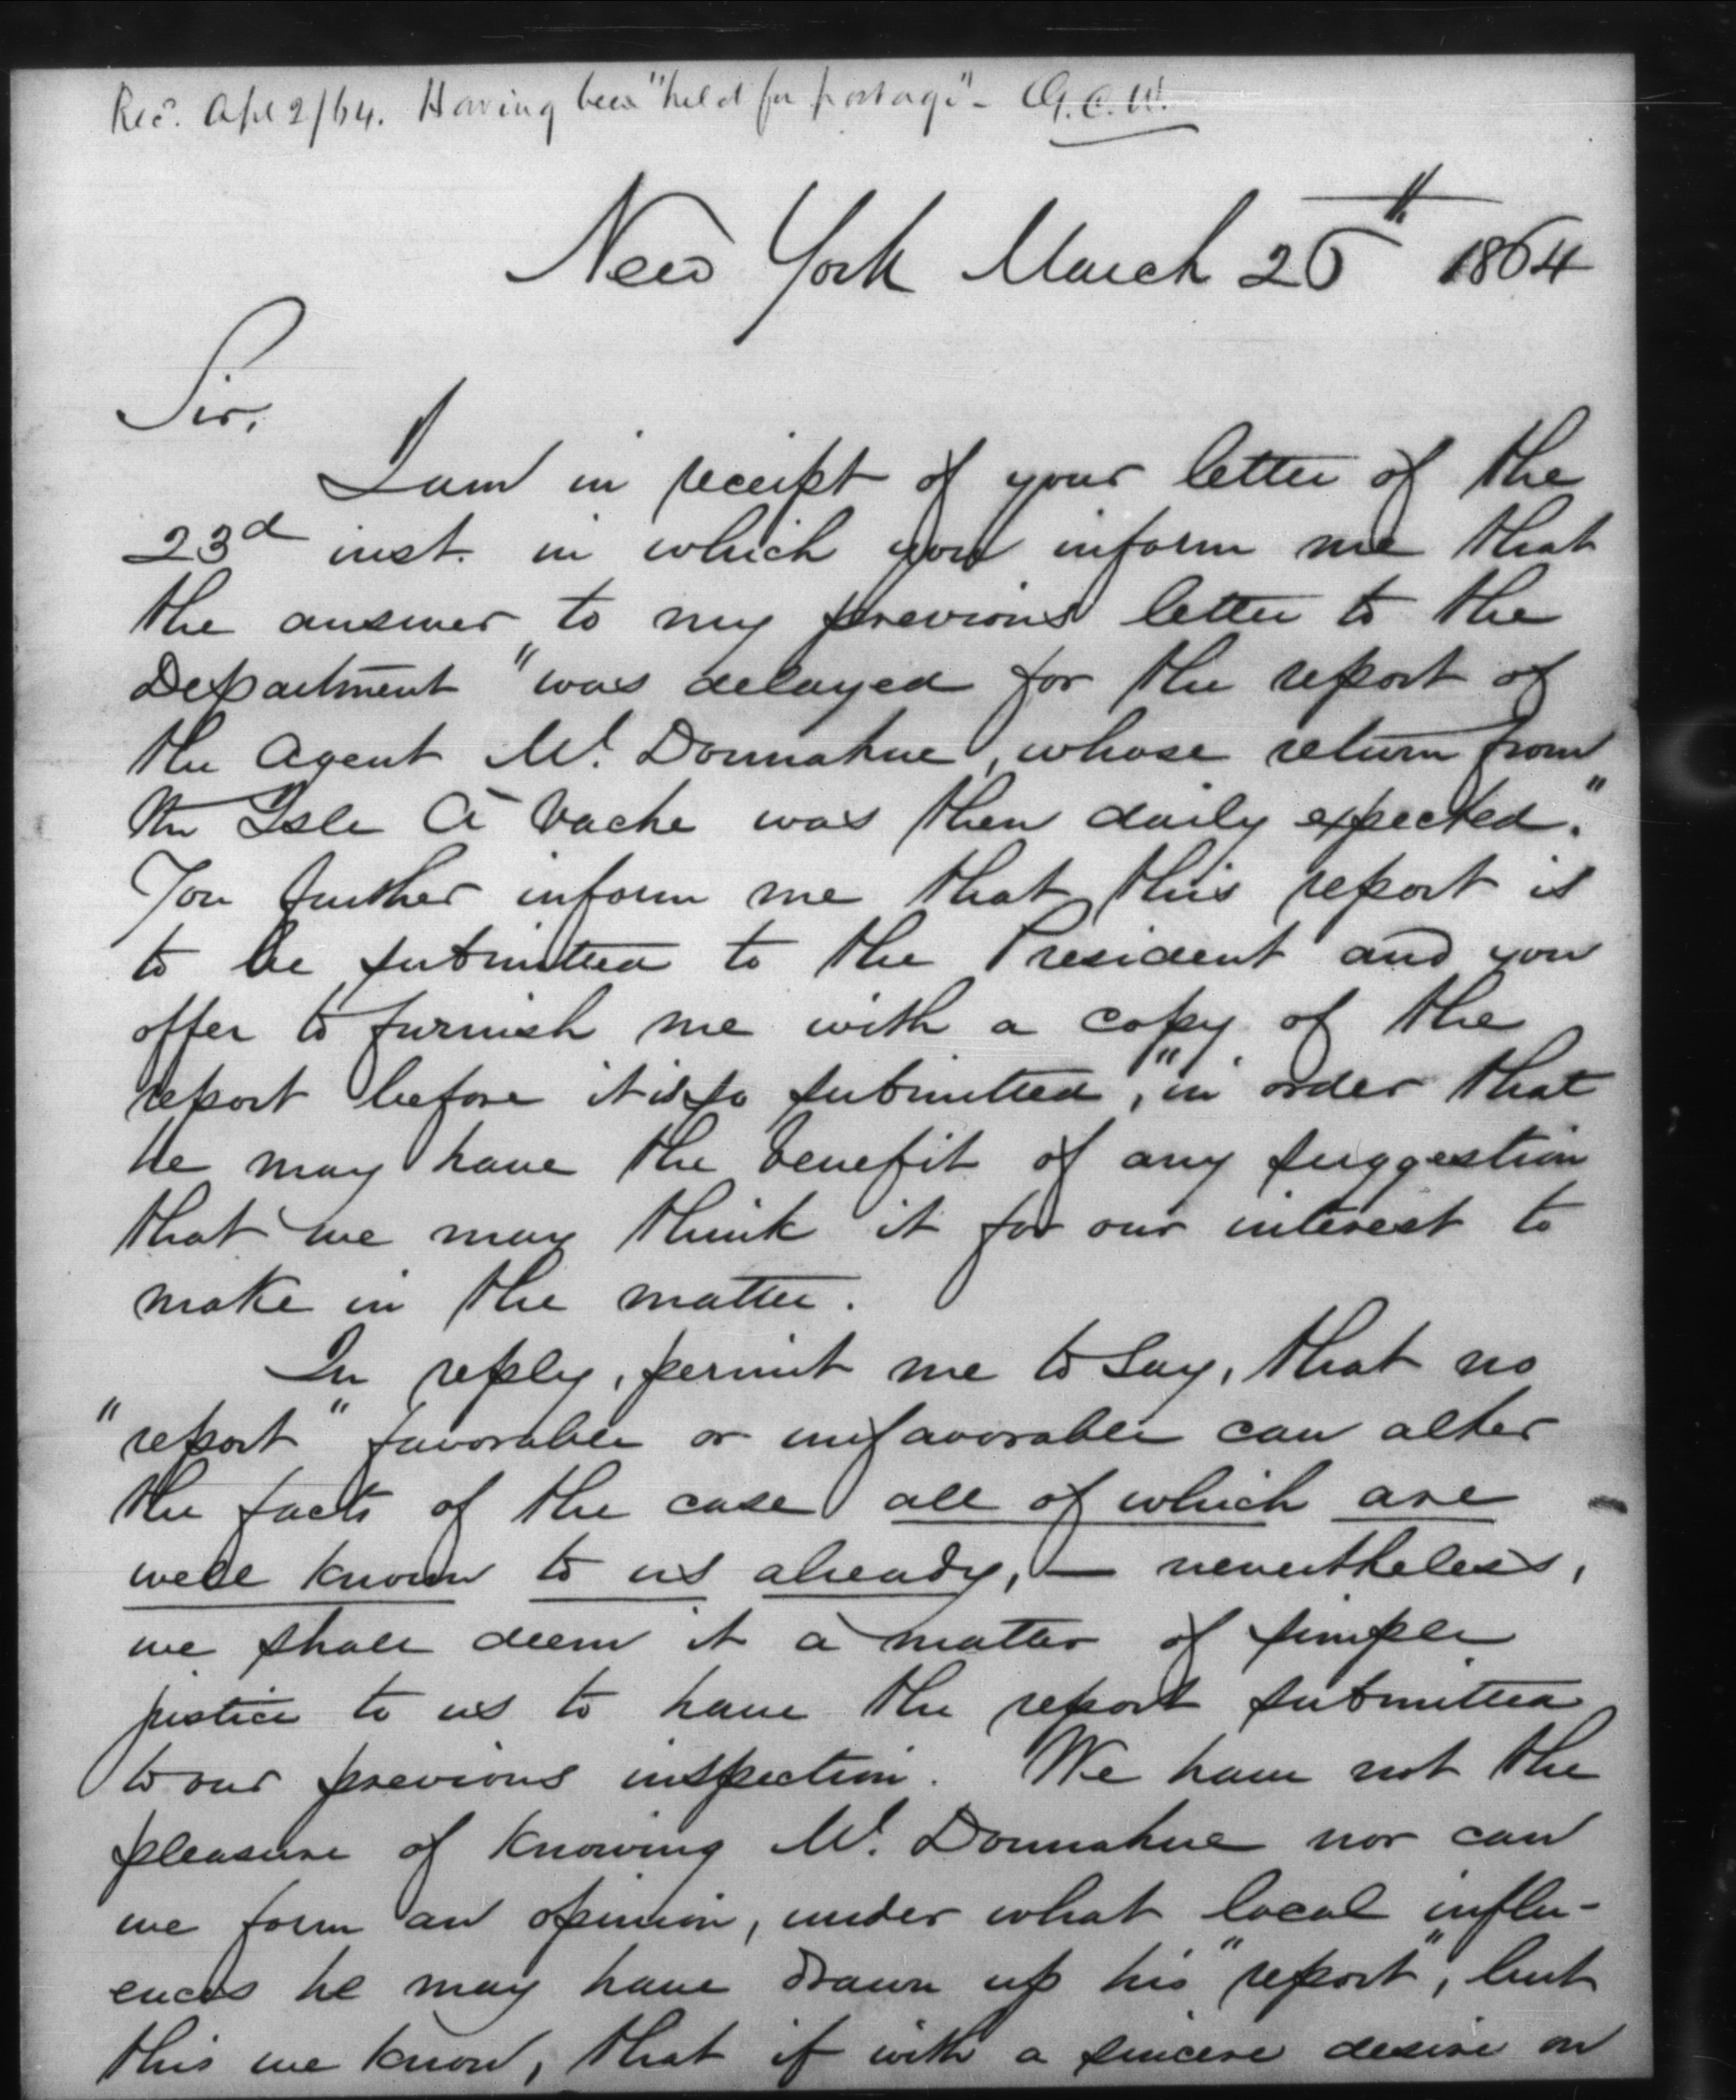 Rec. Apl 2/64. Having been "held for postage" - G.C.W.
New York March 25th 1864
Sir,
I am in receipt of your letter of the
23d inst. in which you inform me that
the answer to my previous letter to the
Department "was delayed for the report of
the Agent Mr. Donnahue, whose return from
the Isle A Vache was then daily expected."
You further inform me that this report is
to be submitted to the President and you
offer to furnish me with a copy of the
report before it is so submitted, "in order that
he may have the benefit of any suggestion
that we may think it for our interest to
make in the matter.
In reply, permit me to say, that no
"report" favorable or unfavorable can alter
the facts of the case all of which are
well known to us already, — nevertheless,
we shall deem it a matter of simple
justice to us to have the report submitted
to our previous inspection. We have not the
pleasure of knowing Mr. Donnahue nor can
we form an opinion, under what local influ-
ences he may have drawn up his "report", but
this we know, that if with a sincere desire on